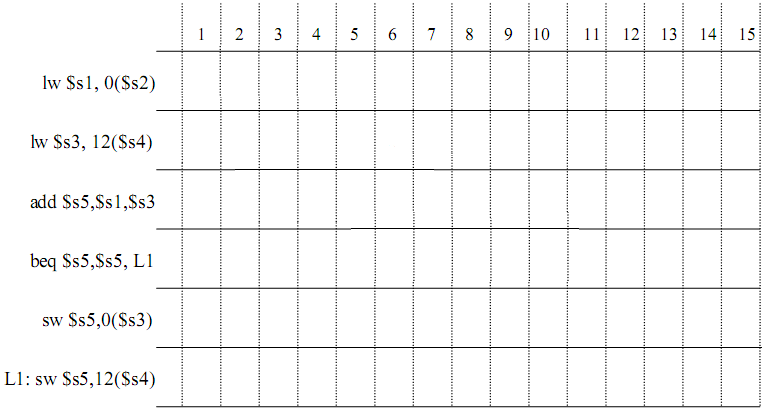 1 2 3 4 5 6 7 8 9 10 11 12 13 14 15
lw $s1, 0($s2)
lw $s3, 12($s4)
add $s5,$s1,$s3
beq $s5,$s5, L1
sw $s5,0($s3)
L1: sw $s5,12($s4)